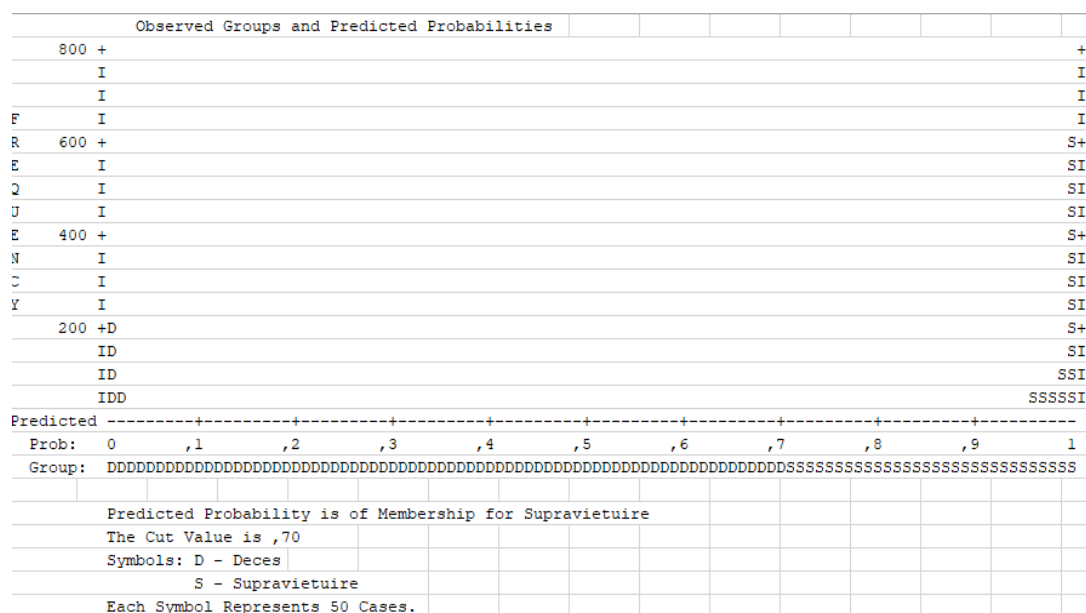 Observed Groups and Predicted Probabilities
800 + +
I I
I I
F I I
R 600 + S+
E I SI
Q I SI
U I SI
E 400 + S+
N I SI
C I SI
Y I SI
200 +D S+
ID SI
ID SSI
IDD SSSSSI
Predicted ---------+---------+---------+---------+---------+---------+---------+---------+---------+----------
Prob: 0 ,1 ,2 ,3 ,4 ,5 ,6 ,7 ,8 ,9 1
Group: DDDDDDDDDDDDDDDDDDDDDDDDDDDDDDDDDDDDDDDDDDDDDDDDDDDDDDDDDDDDDDDDDDDDDDSSSSSSSSSSSSSSSSSSSSSSSSSSSSSS
Predicted Probability is of Membership for Supravietuire
The Cut Value is ,70
Symbols: D - Deces
S - Supravietuire
Each Symbol Represents 50 Cases.